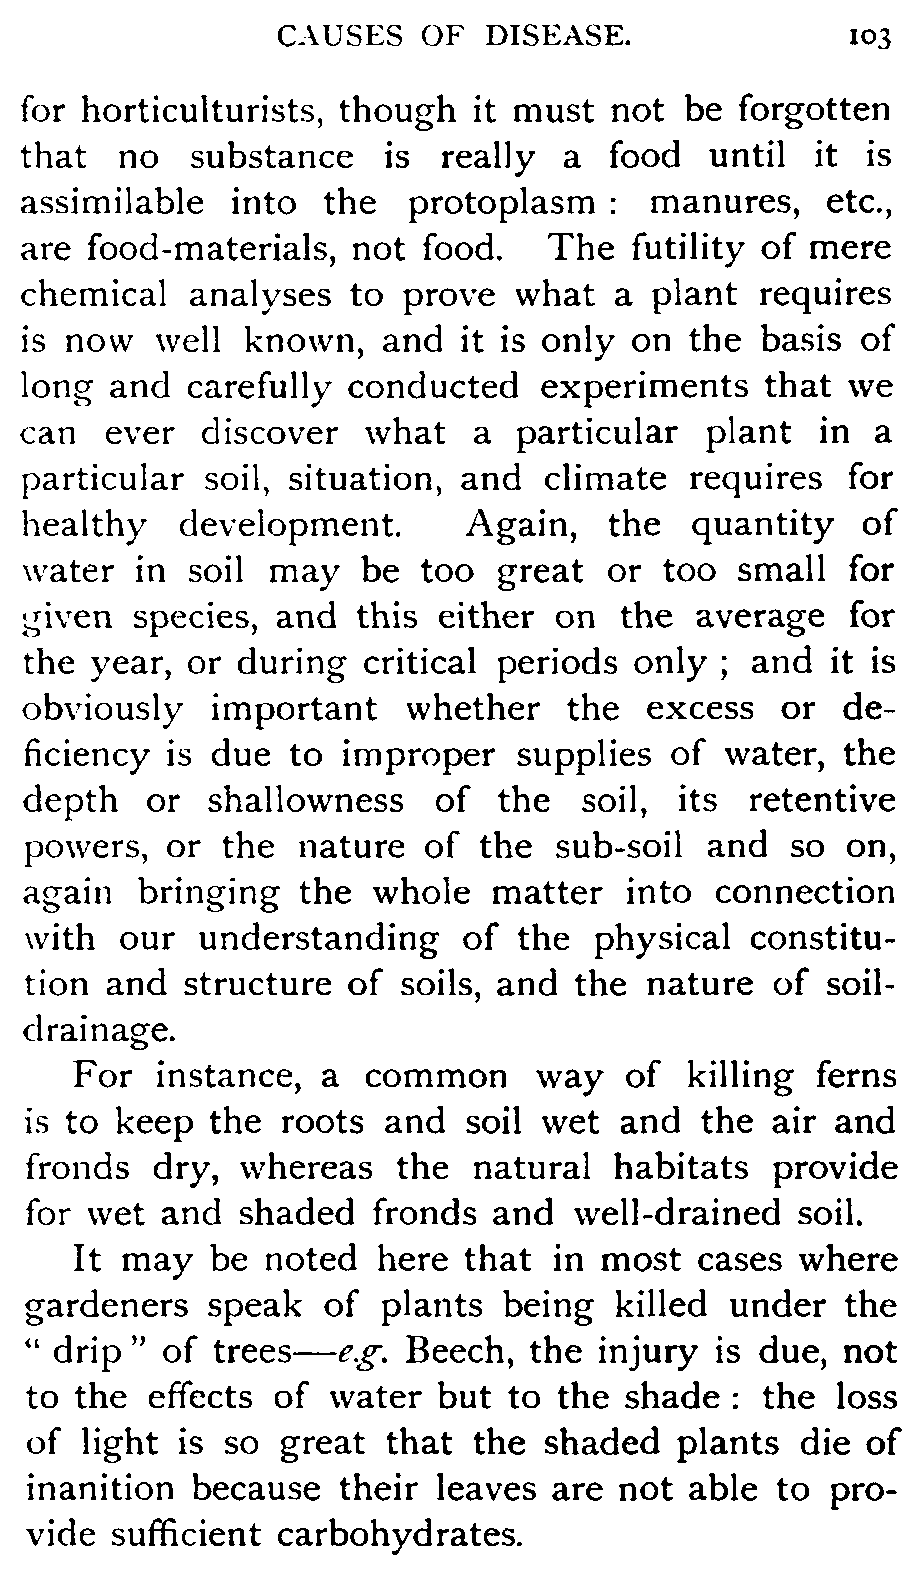 CAUSES OF DISEASE. 103
for horticulturists, though it must not be forgotten
that no substance is really a food until it is
assimilable into the protoplasm : manures, etc.,
are food-materials, not food. The futility of mere
chemical analyses to prove what a plant requires
is now well known, and it is only on the basis of
long and carefully conducted experiments that we
can ever discover what a particular plant in a
particular soil, situation, and climate requires for
healthy development. Again, the quantity of
water in soil may be too great or too small for
given species, and this either on the average for
the year, or during critical periods only ; and it is
obviously important whether the excess or de-
ficiency is due to improper supplies of water, the
depth or shallowness of the soil, its retentive
powers, or the nature of the sub-soil and so on,
again bringing the whole matter into connection
with our understanding of the physical constitu-
tion and structure of soils, and the nature of soil-
drainage.
For instance, a common way of killing ferns
is to keep the roots and soil wet and the air and
fronds dry, whereas the natural habitats provide
for wet and shaded fronds and well-drained soil.
It may be noted here that in most cases where
gardeners speak of plants being killed under the
“ drip ” of trees—e.g. Beech, the injury is due, not
to the effects of water but to the shade : the loss
of light is so great that the shaded plants die of
inanition because their leaves are not able to pro-
vide sufficient carbohydrates.